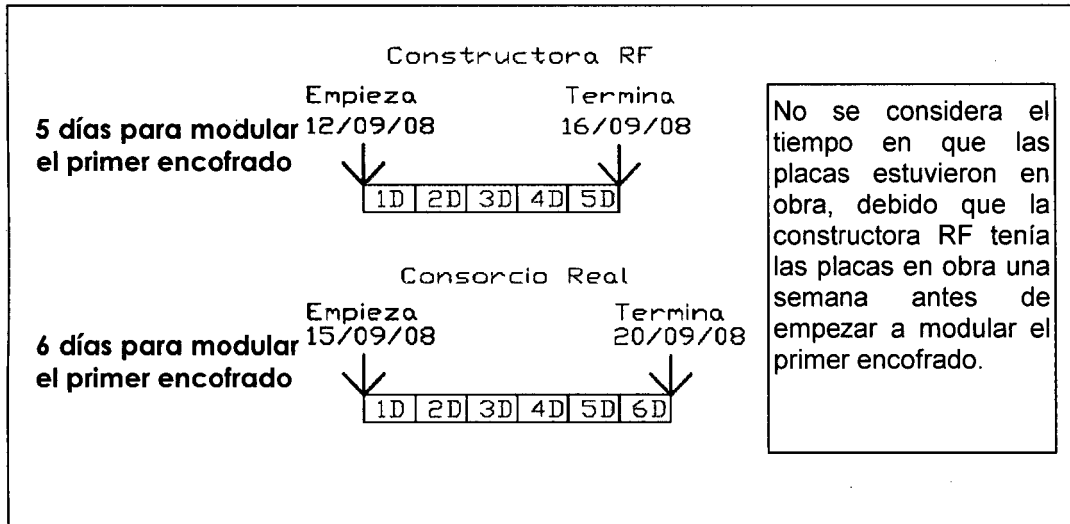 Constructora RF
Empieza
Termina
5 días para modular
el primer encofrado
12/09/08
16/09/08
1D 2D 3D 4D 5D
Consorcio Real
Empieza
Termina
6 días para modular
el primer encofrado
15/09/08
20/09/08
1D 2D 3D 4D 5D 6D
No se considera el
tiempo en que las
placas estuvieron en
obra, debido que la
constructora RF tenía
las placas en obra una
semana antes de
empezar a modular el
primer encofrado.